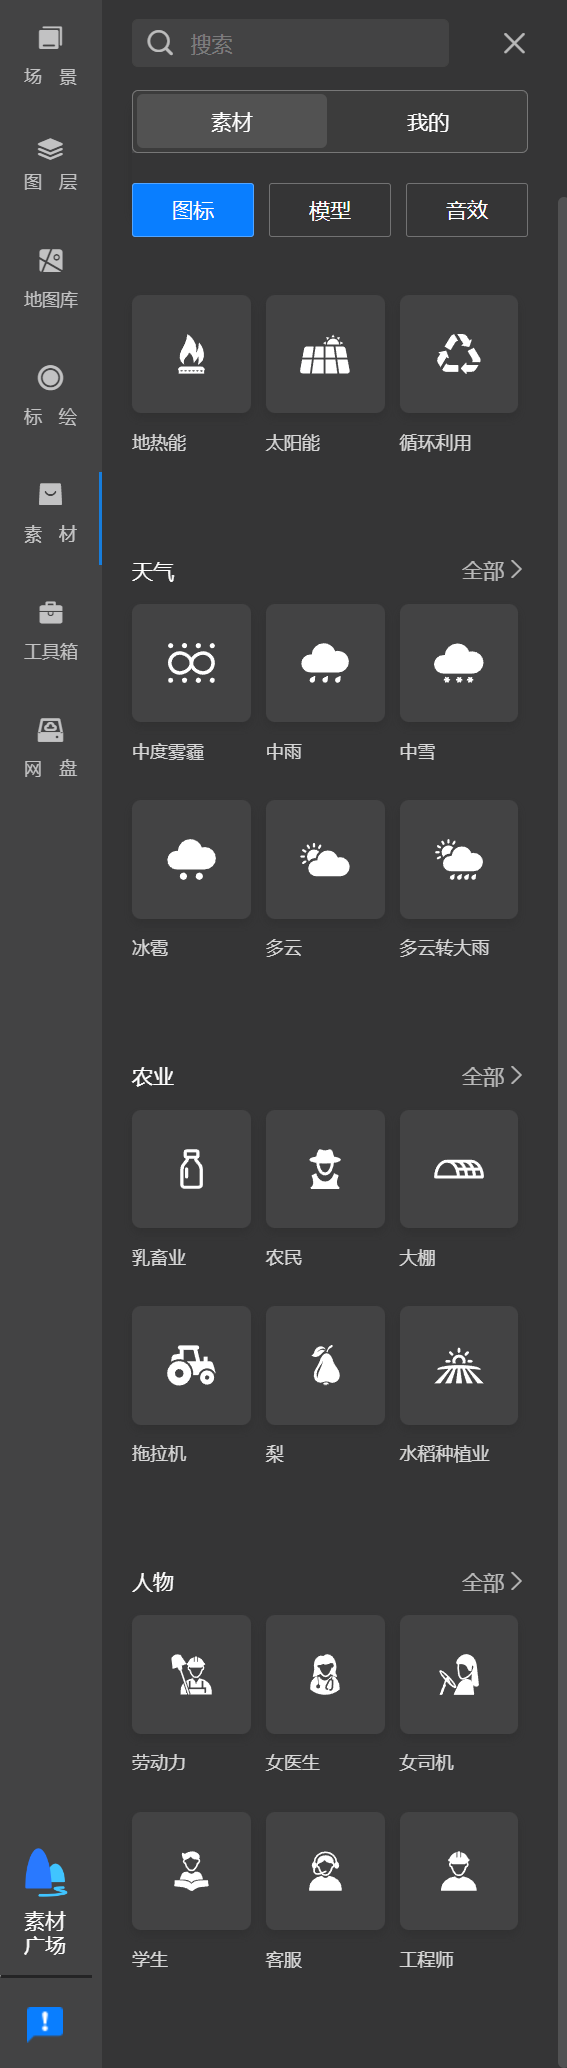 场 景
图 层
地图库
标 绘
素 材
工具箱
网 盘
素材
广场
搜索
素材 我的
图标 模型 音效
地热能 太阳能 循环利用
天气 全部
中度雾霾 中雨 中雪
冰雹 多云 多云转大雨
农业 全部
乳畜业 农民 大棚
拖拉机 梨 水稻种植业
人物 全部
劳动力 女医生 女司机
学生 客服 工程师